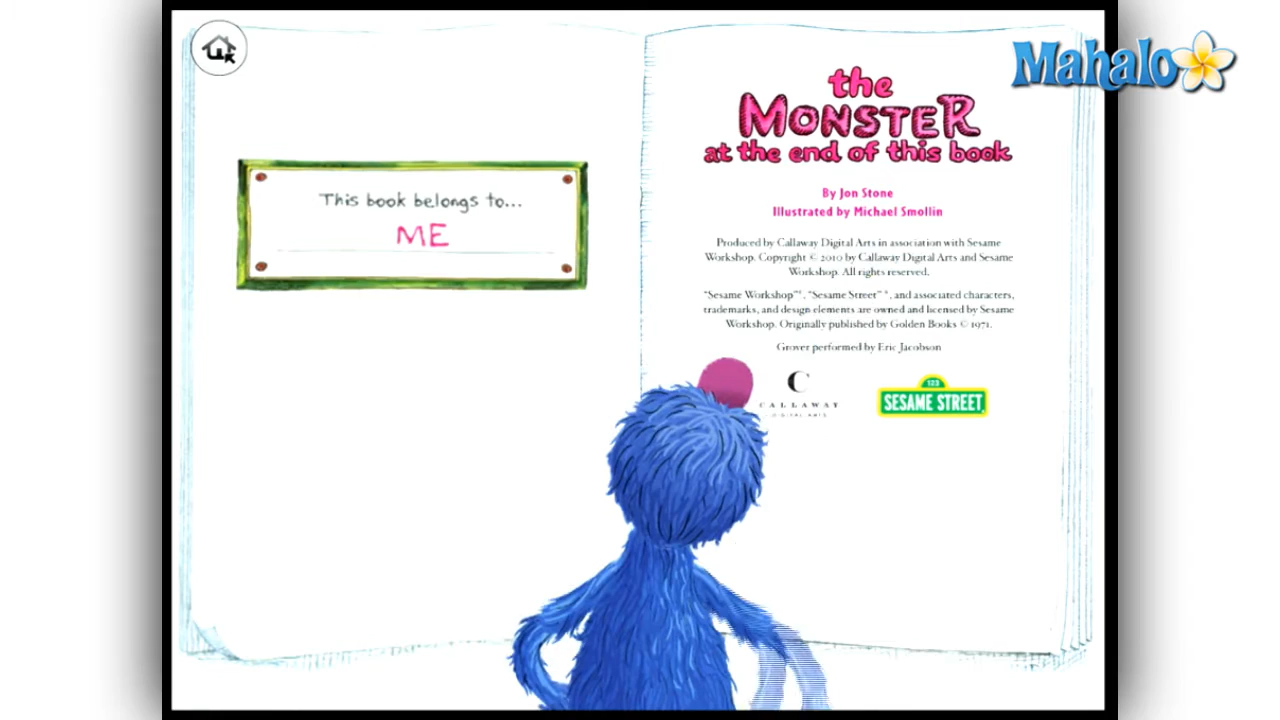 Mahalo
This book belongs to...
ME
the
MONSTER
at the end of this book
By Jon Stone
Illustrated by Michael Smollin
Produced by Callaway Digital Arts in association with Sesame
Workshop. Copyright © 2010 by Callaway Digital Arts and Sesame
Workshop. All rights reserved.
“Sesame Workshop”®, “Sesame Street”®, and associated characters,
trademarks, and design elements are owned and licensed by Sesame
Workshop. Originally published by Golden Books © 1971.
Grover performed by Eric Jacobson
C
CALLAWAY
DIGITAL ARTS
123
SESAME STREET